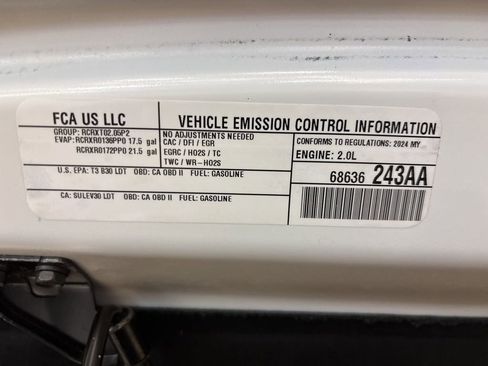 FCA US LLC
GROUP: RCRXT02.05P2
EVAP: RCRXR0136PP0 17.5 gal
RCRXR0172PP0 21.5 gal
VEHICLE EMISSION CONTROL INFORMATION
NO ADJUSTMENTS NEEDED
CAC / DFI / EGR
EGRC / HO2S / TC
TWC / WR-HO2S
CONFORMS TO REGULATIONS: 2024 MY
ENGINE: 2.0L
U.S. EPA: T3 B30 LDT OBD: CA OBD II FUEL: GASOLINE
68636 243AA
CA: SULEV30 LDT OBD: CA OBD II FUEL: GASOLINE